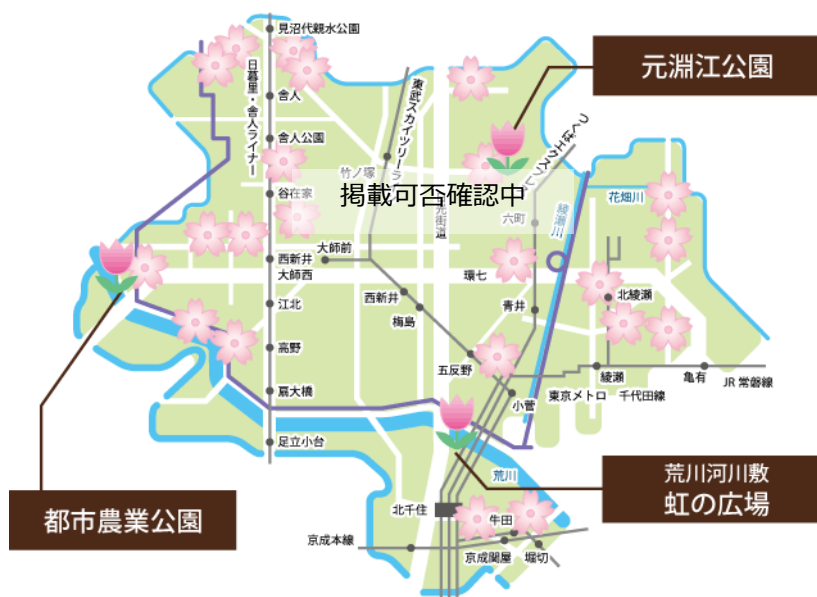 見沼代親水公園
日暮里・舎人ライナー
舎人
舎人公園
谷在家
西新井
大師西
江北
高野
扇大橋
足立小台
東武スカイツリーラ
竹ノ塚
大師前
西新井
梅島
五反野
小菅
掲載可否確認中
光街道
元淵江公園
つくばエクスプレ
六町
青井
環七
綾瀬川
花畑川
北綾瀬
綾瀬
亀有
東京メトロ 千代田線
JR 常磐線
荒川
荒川河川敷
虹の広場
都市農業公園
北千住
牛田
京成本線
京成関屋
堀切